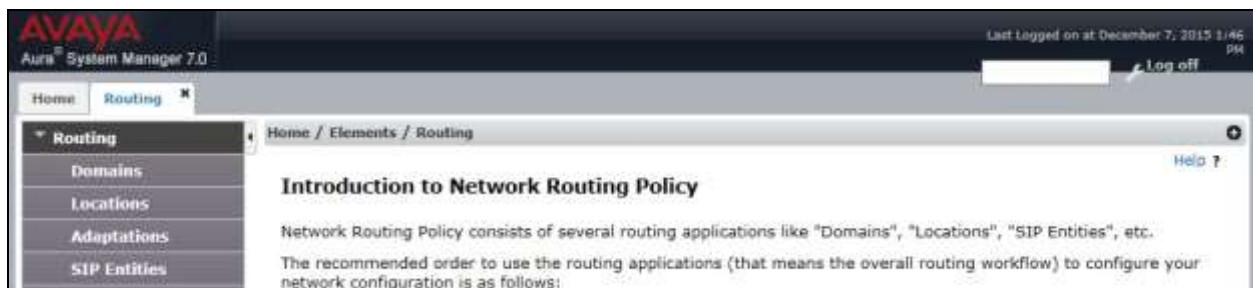 AVAYA
Aura® System Manager 7.0
Last Logged on at December 7, 2015 1:46
PM
Log off
Home Routing ✖
Routing
Domains
Locations
Adaptations
SIP Entities
Home / Elements / Routing
Help ?
Introduction to Network Routing Policy
Network Routing Policy consists of several routing applications like "Domains", "Locations", "SIP Entities", etc.
The recommended order to use the routing applications (that means the overall routing workflow) to configure your
network configuration is as follows: